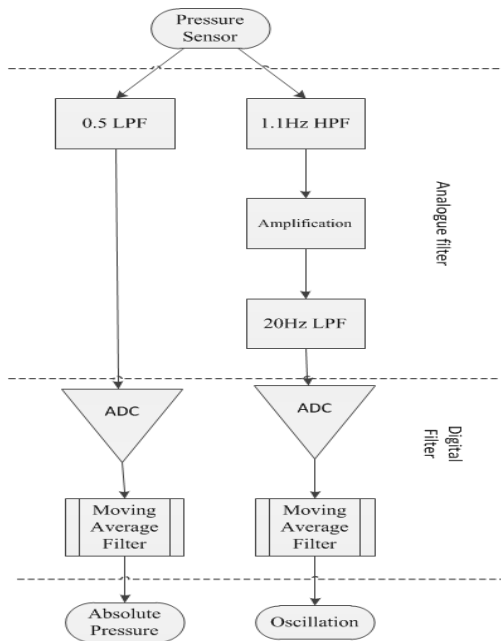 Pressure
Sensor
0.5 LPF
1.1Hz HPF
Amplification
20Hz LPF
Analogue filter
ADC
ADC
Digital
Filter
Moving
Average
Filter
Moving
Average
Filter
Absolute
Pressure
Oscillation